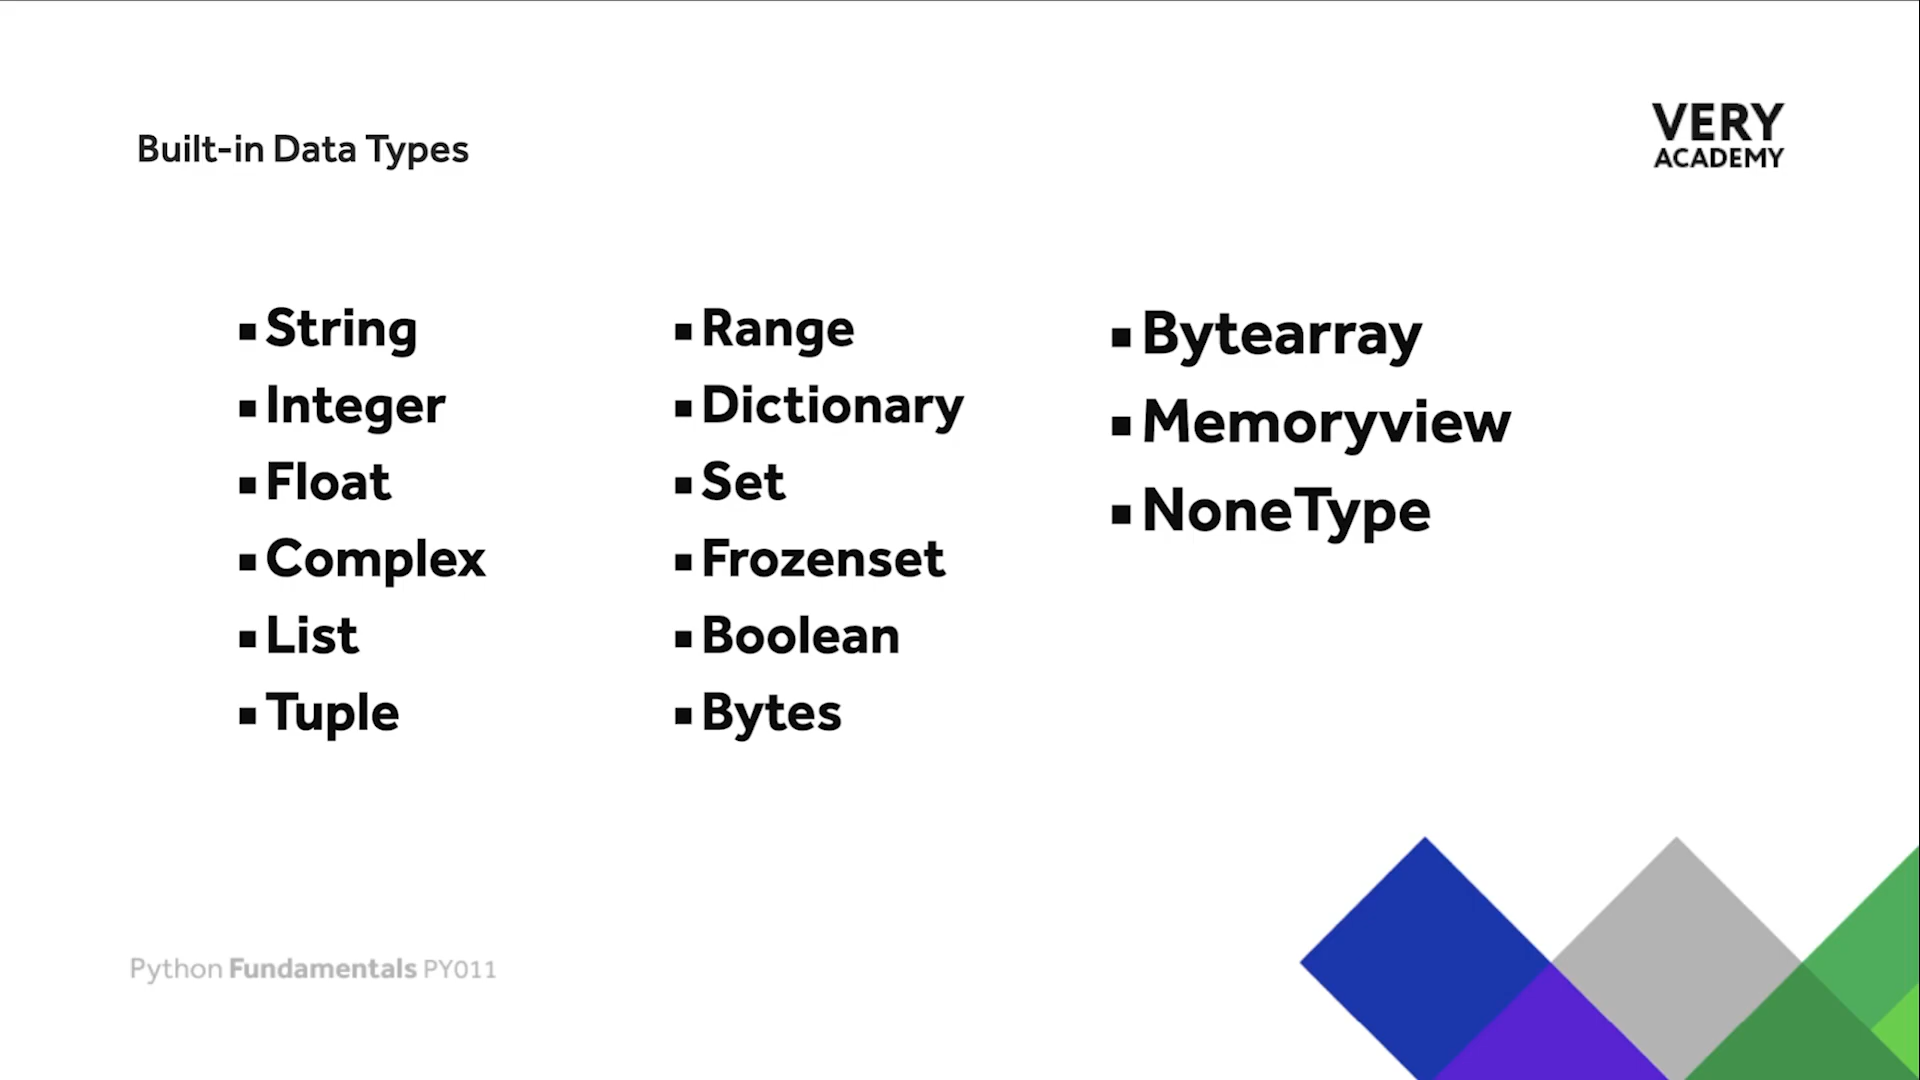 Built-in Data Types
VERY
ACADEMY
▪String
▪Integer
▪Float
▪Complex
▪List
▪Tuple
▪Range
▪Dictionary
▪Set
▪Frozenset
▪Boolean
▪Bytes
▪Bytearray
▪Memoryview
▪NoneType
Python Fundamentals PY011